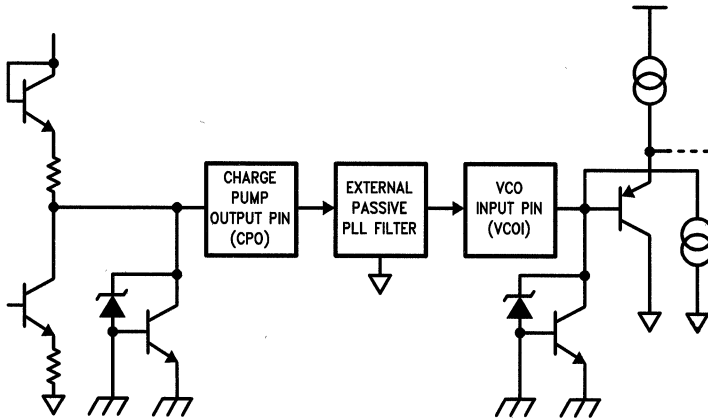 CHARGE
PUMP
OUTPUT PIN
(CPO)
EXTERNAL
PASSIVE
PLL FILTER
VCO
INPUT PIN
(VCOI)